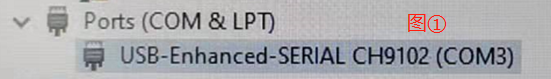 Ports (COM & LPT) 图①
USB-Enhanced-SERIAL CH9102 (COM3)